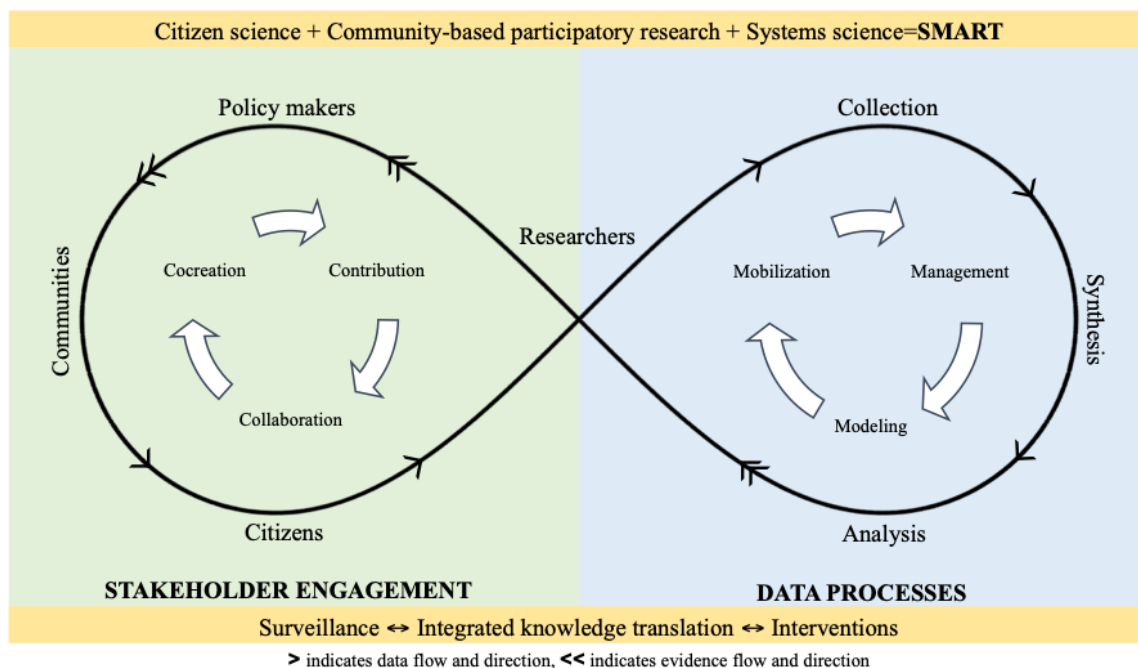 Citizen science + Community-based participatory research + Systems science=SMART
Policy makers
Communities
Cocreation
Contribution
Collaboration
Citizens
STAKEHOLDER ENGAGEMENT
Researchers
Collection
Mobilization
Management
Modeling
Synthesis
Analysis
DATA PROCESSES
Surveillance ↔ Integrated knowledge translation ↔ Interventions
> indicates data flow and direction, << indicates evidence flow and direction